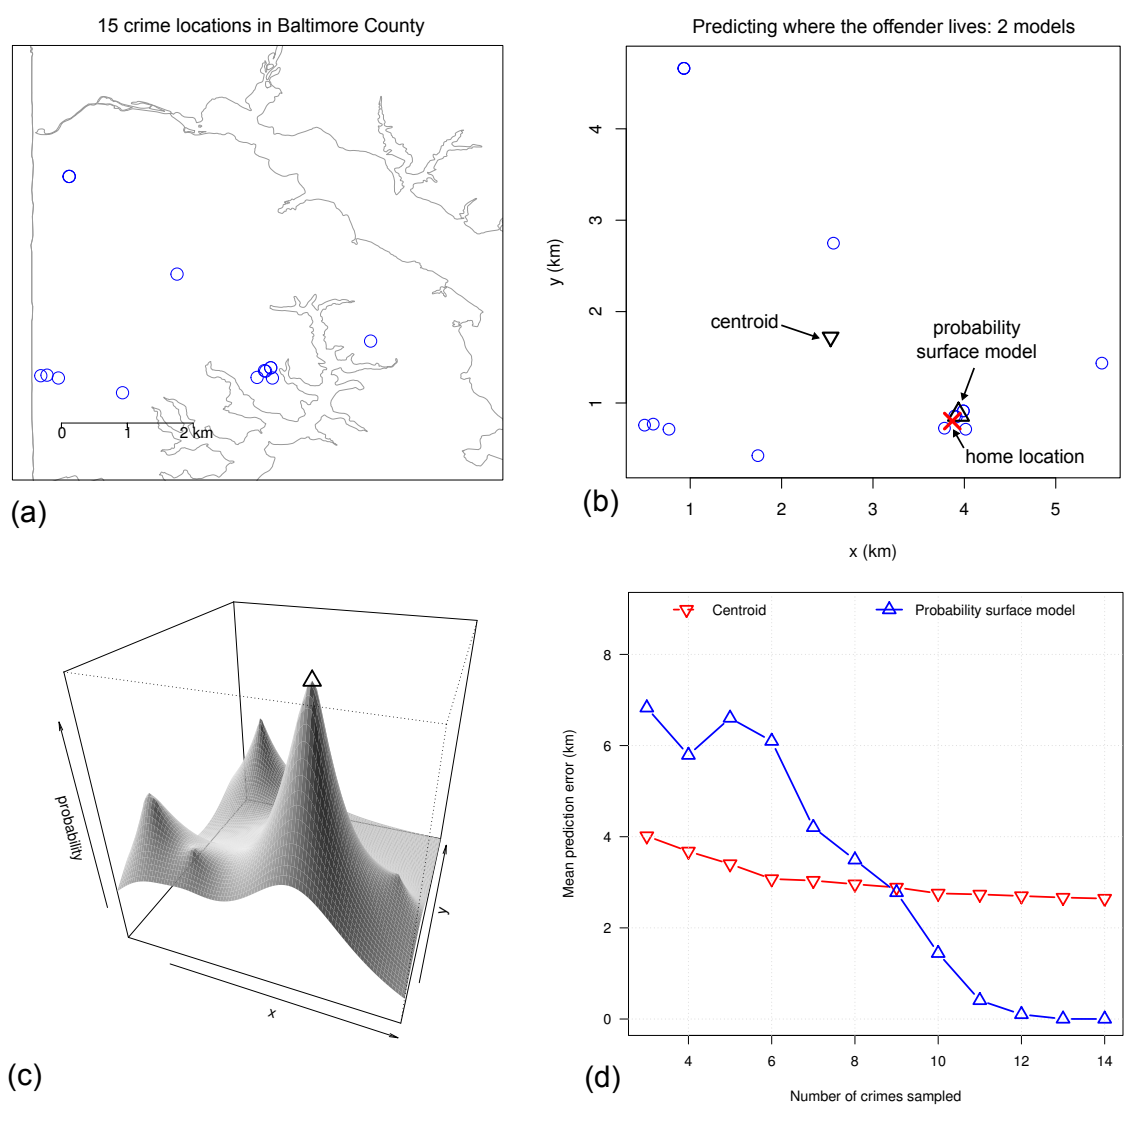 15 crime locations in Baltimore County
0 1 2 km
(a)
Predicting where the offender lives: 2 models
4
3
2
1
y (km)
centroid
probability
surface model
home location
1 2 3 4 5
x (km)
(b)
probability
x
y
(c)
Centroid
Probability surface model
8
6
4
2
0
Mean prediction error (km)
4 6 8 10 12 14
Number of crimes sampled
(d)